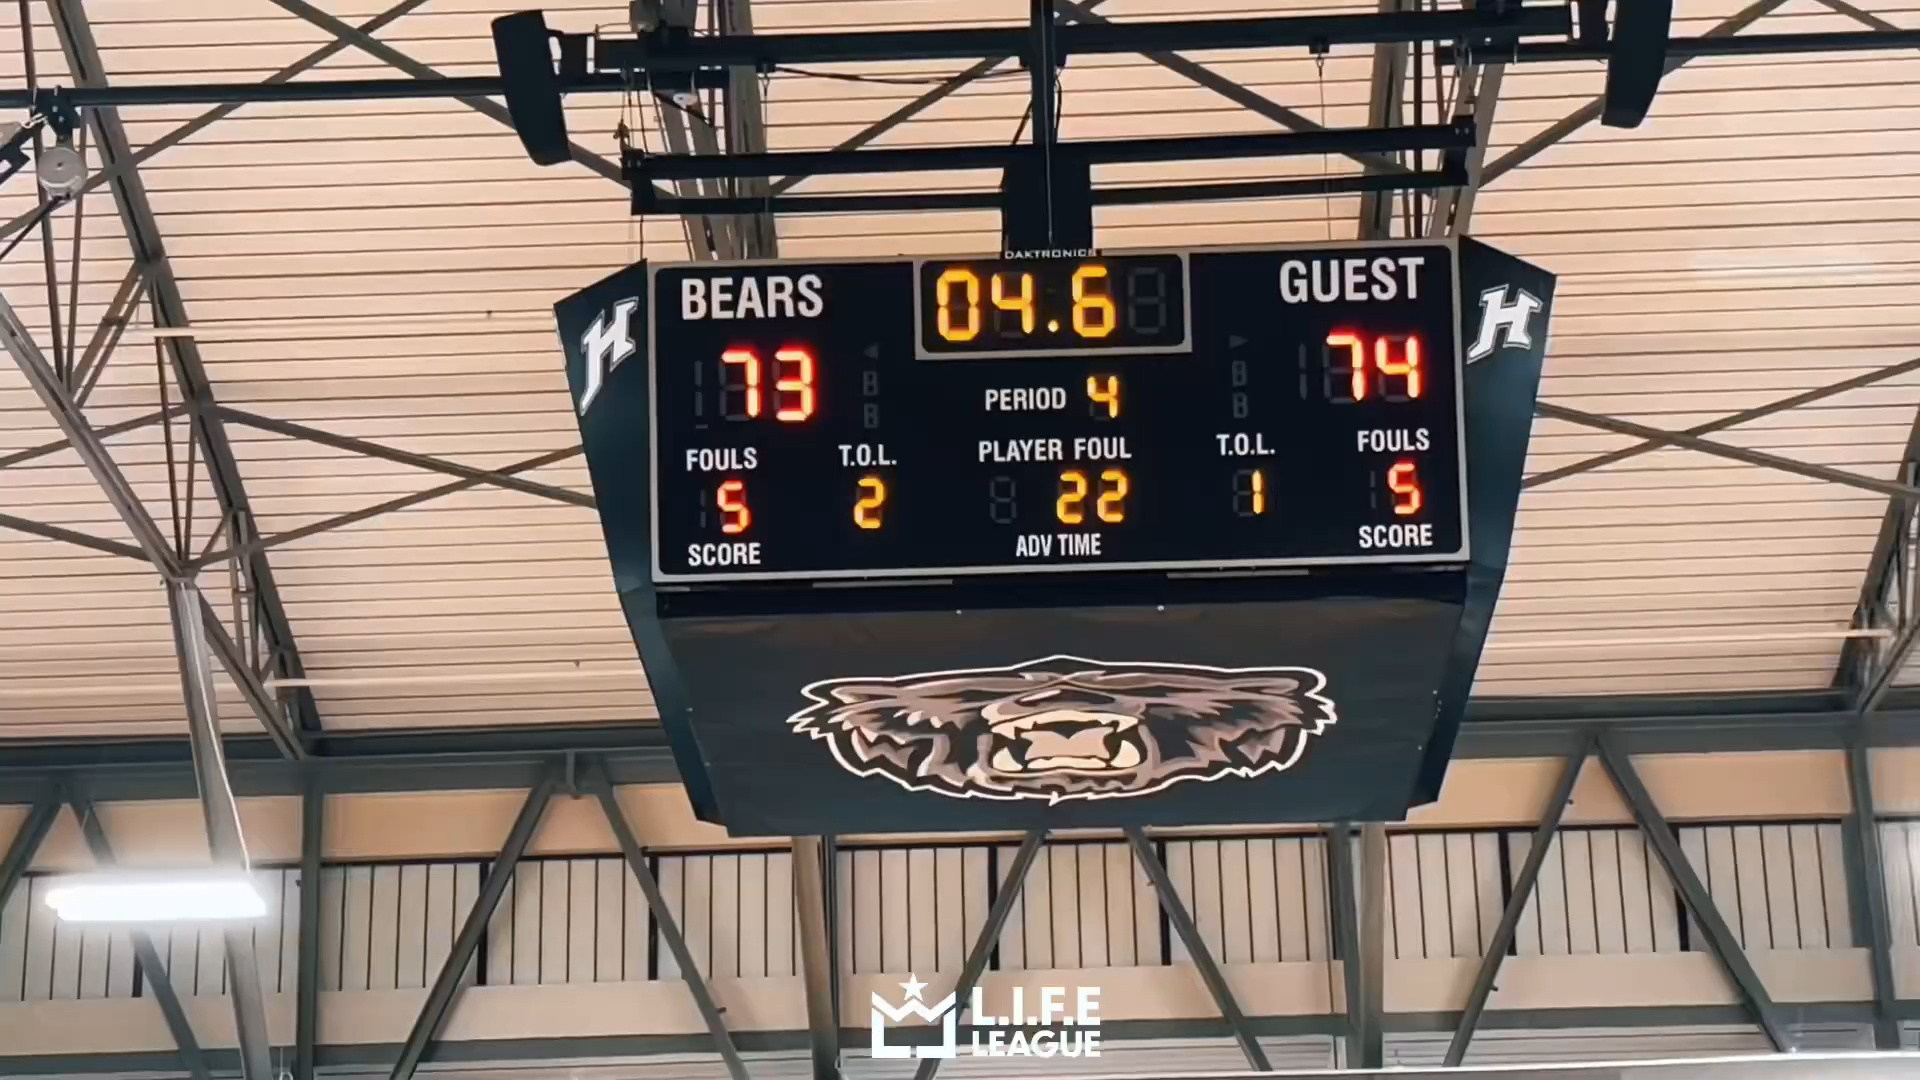 DAKTRONICS
BEARS 04.6 GUEST
73 74
PERIOD 4
FOULS T.O.L. PLAYER FOUL T.O.L. FOULS
5 2 22 1 5
SCORE ADV TIME SCORE
H H
L.I.F.E
LEAGUE